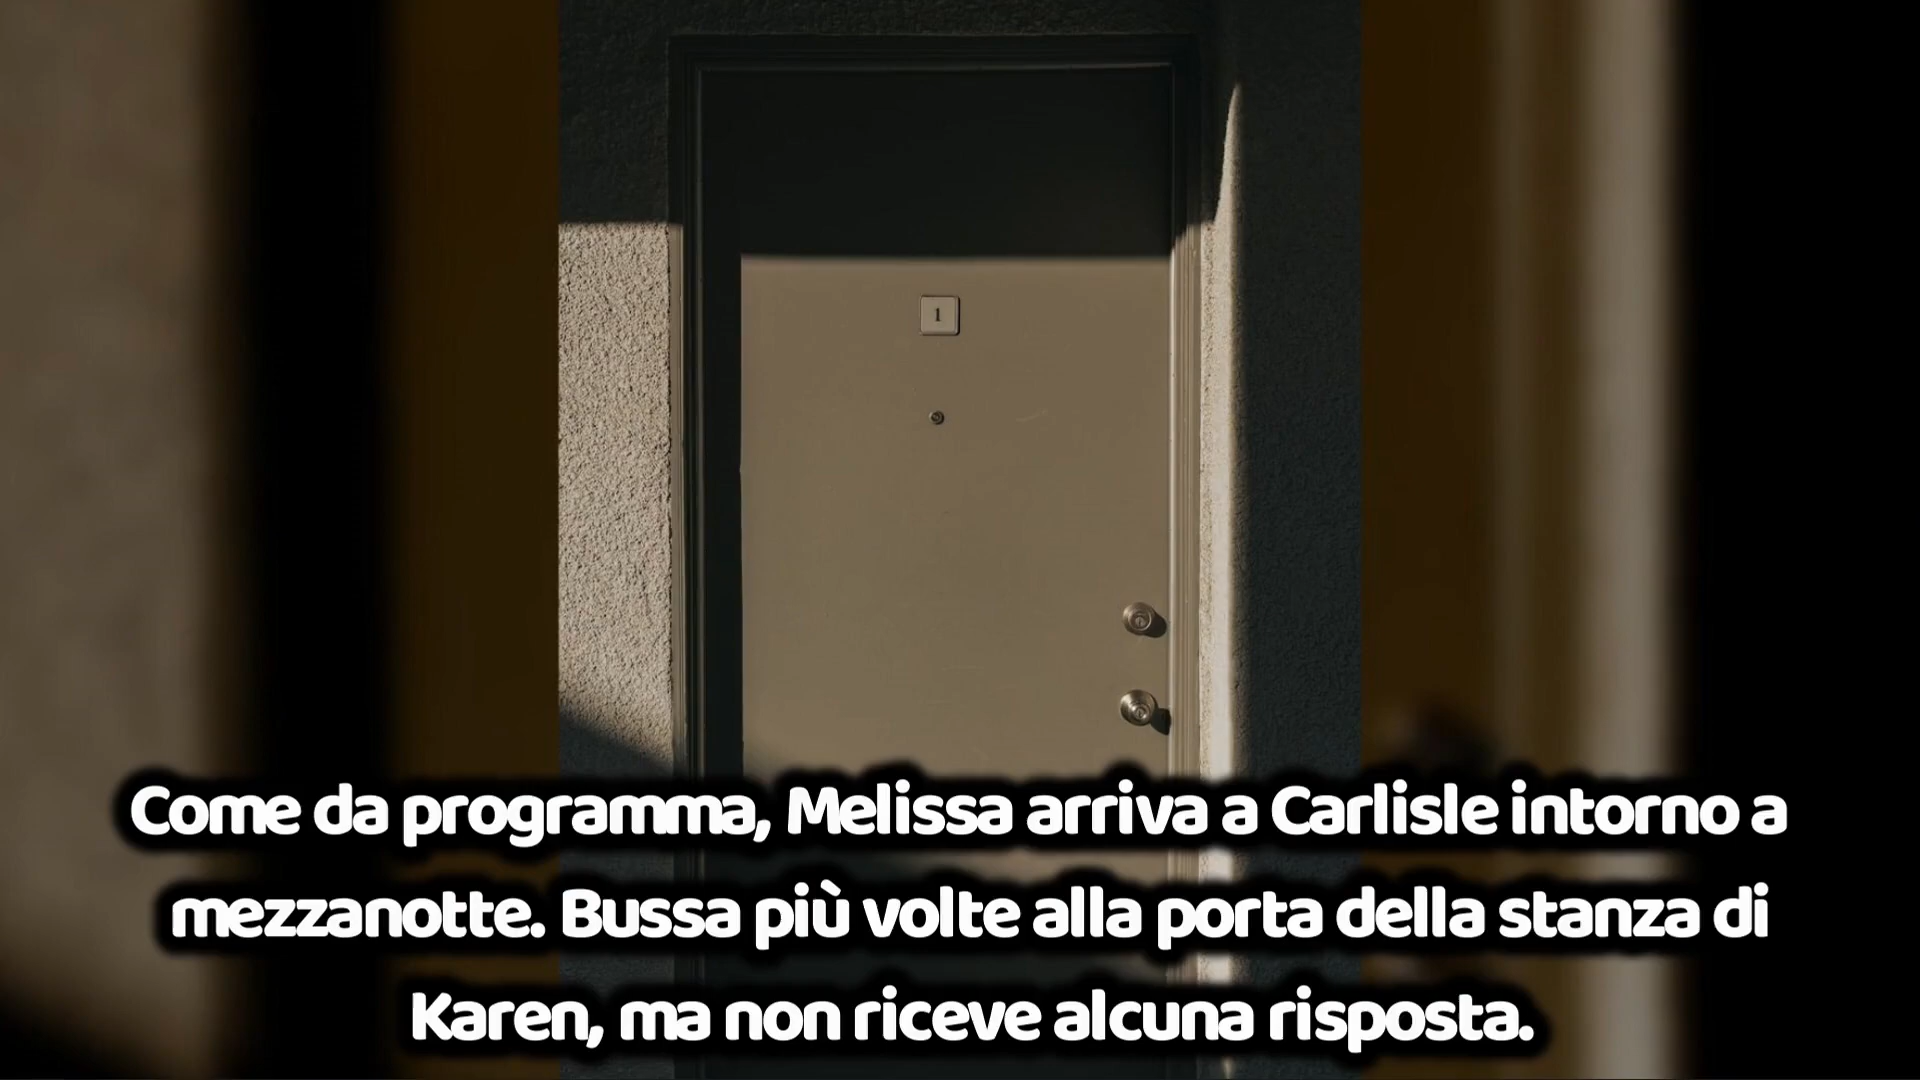 1
Come da programma, Melissa arriva a Carlisle intorno a
mezzanotte. Bussa più volte alla porta della stanza di
Karen, ma non riceve alcuna risposta.